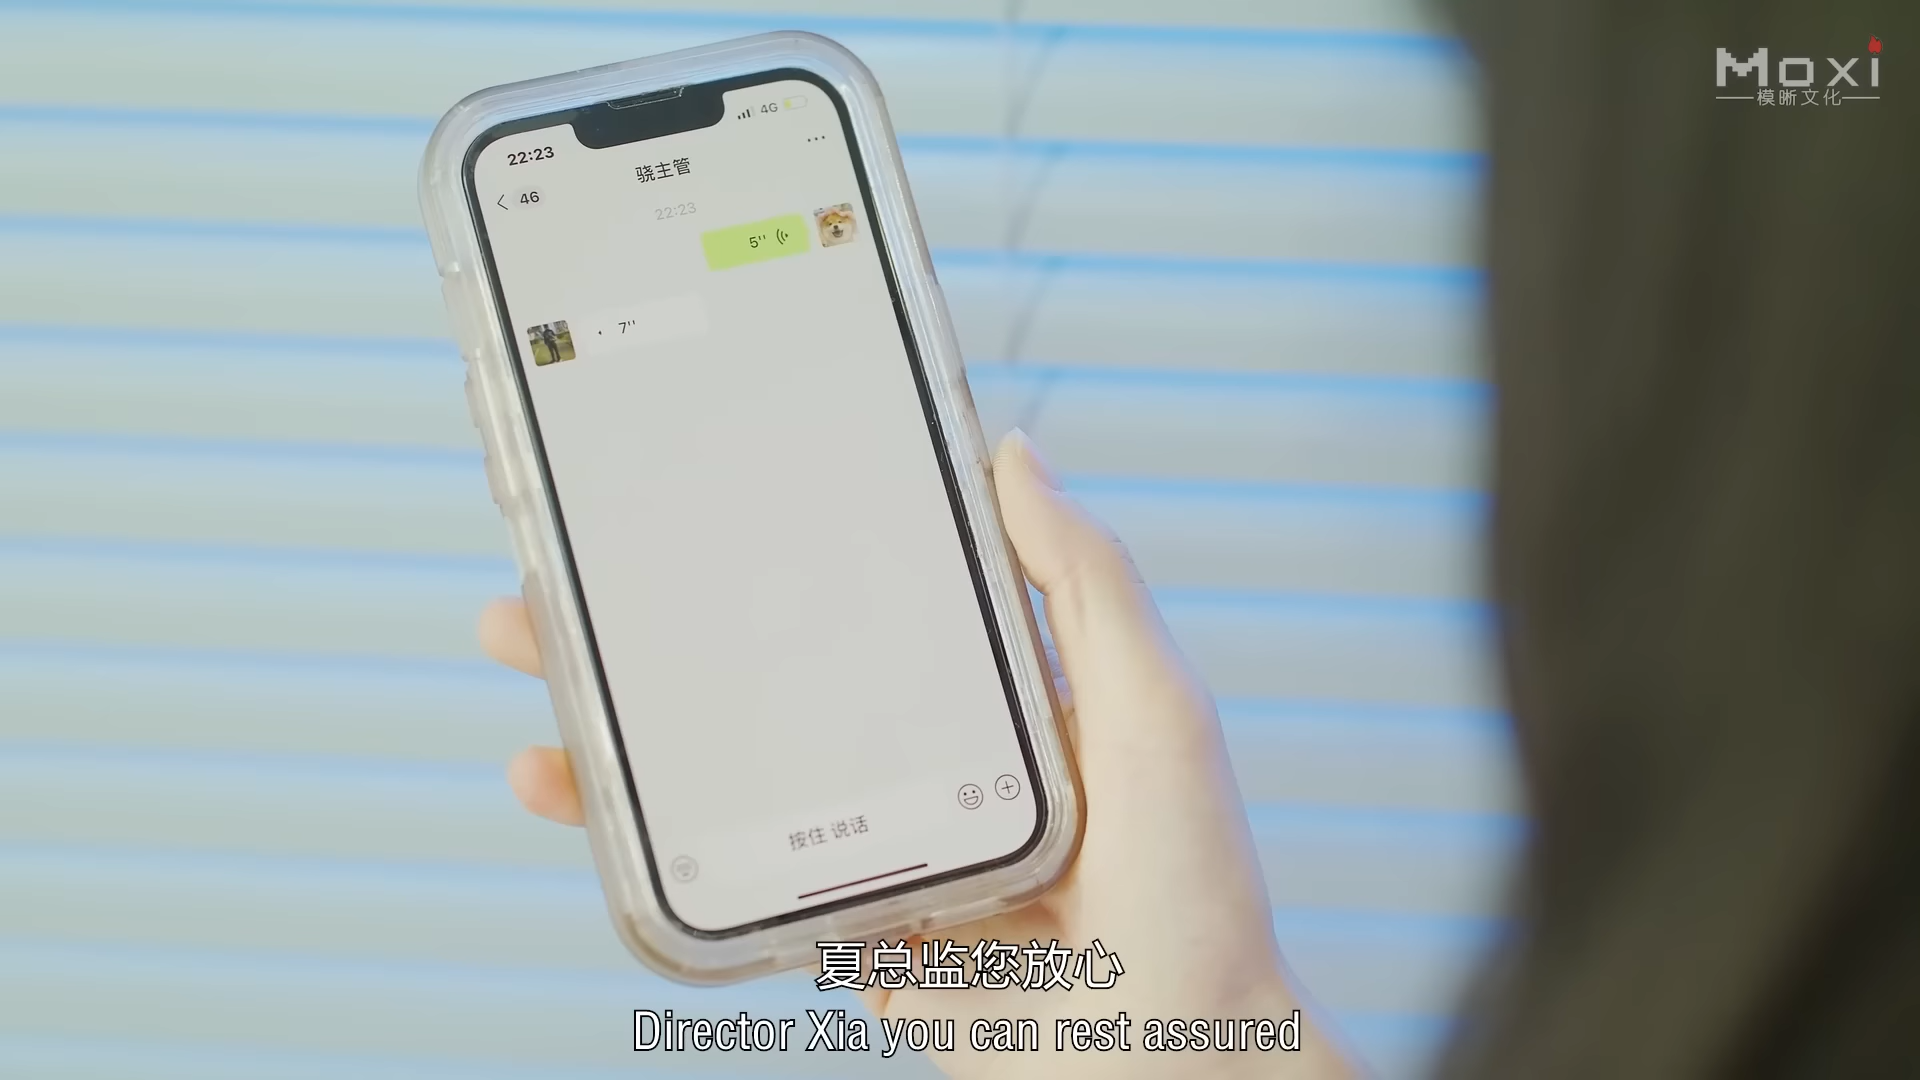 Moxi
模晰文化
4G
22:23
...
骁主管
46
22:23
5''
7''
按住 说话
夏总监您放心
Director Xia you can rest assured